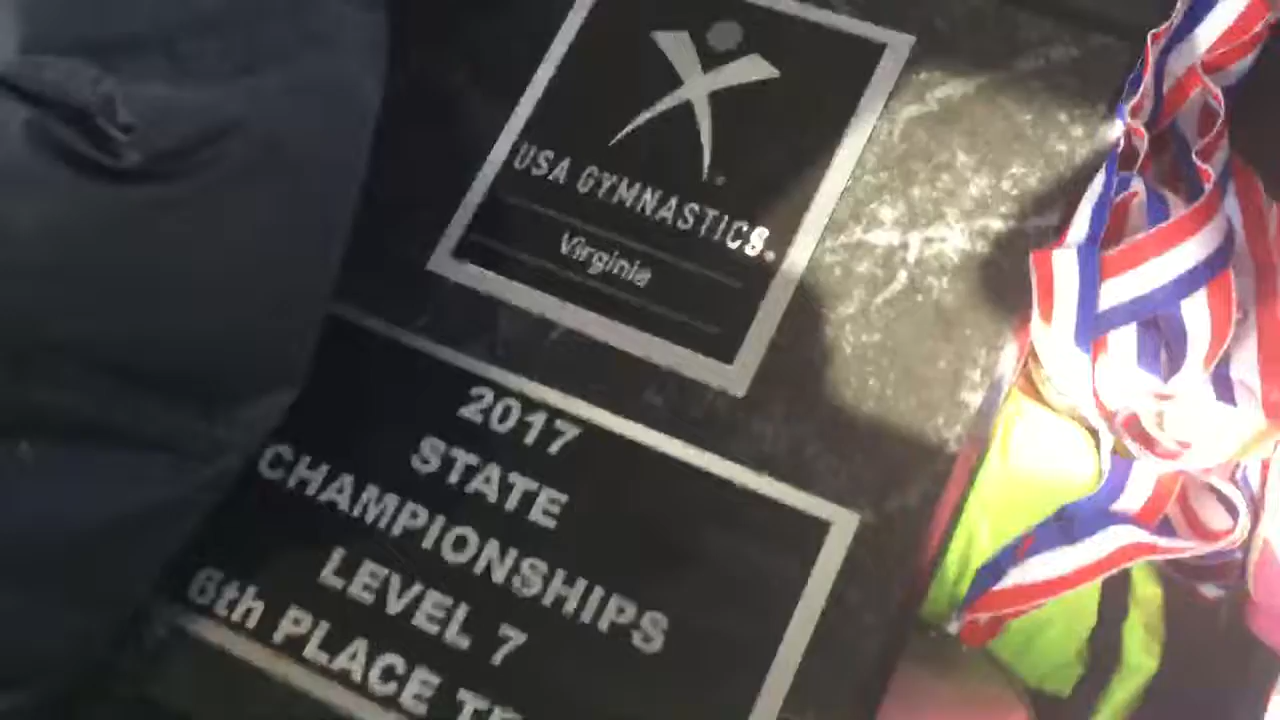 USA GYMNASTICS
Virginia
2017
STATE
CHAMPIONSHIPS
LEVEL 7
6th PLACE